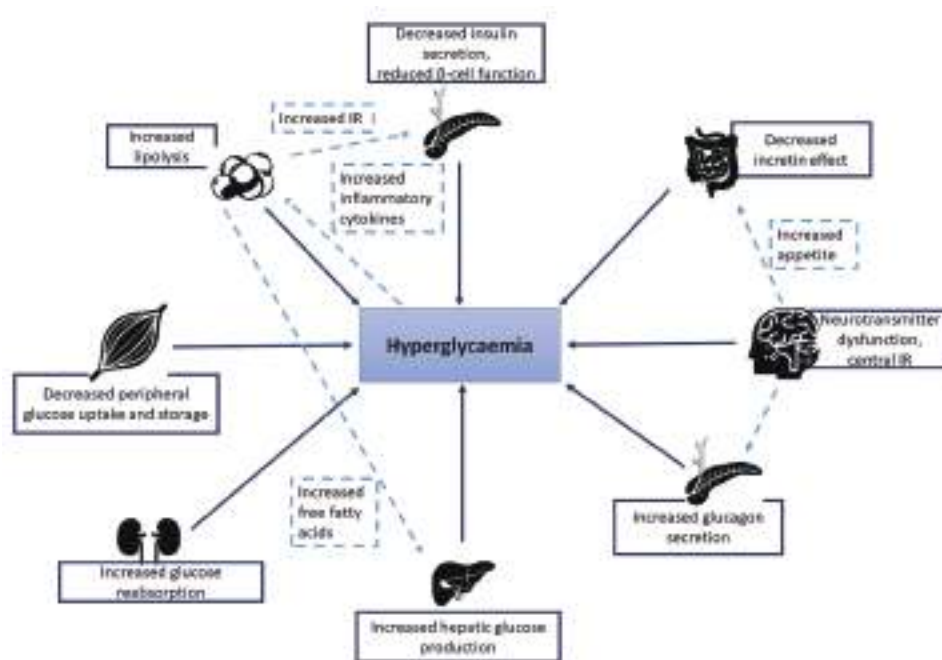 Decreased insulin
secretion,
reduced β-cell function
Increased IR
Increased
lipolysis
Decreased
incretin effect
Increased
inflammatory
cytokines
Increased
appetite
Hyperglycaemia
Neurotransmitter
dysfunction,
central IR
Decreased peripheral
glucose uptake and storage
Increased
free fatty
acids
Increased glucagon
secretion
Increased glucose
reabsorption
Increased hepatic glucose
production